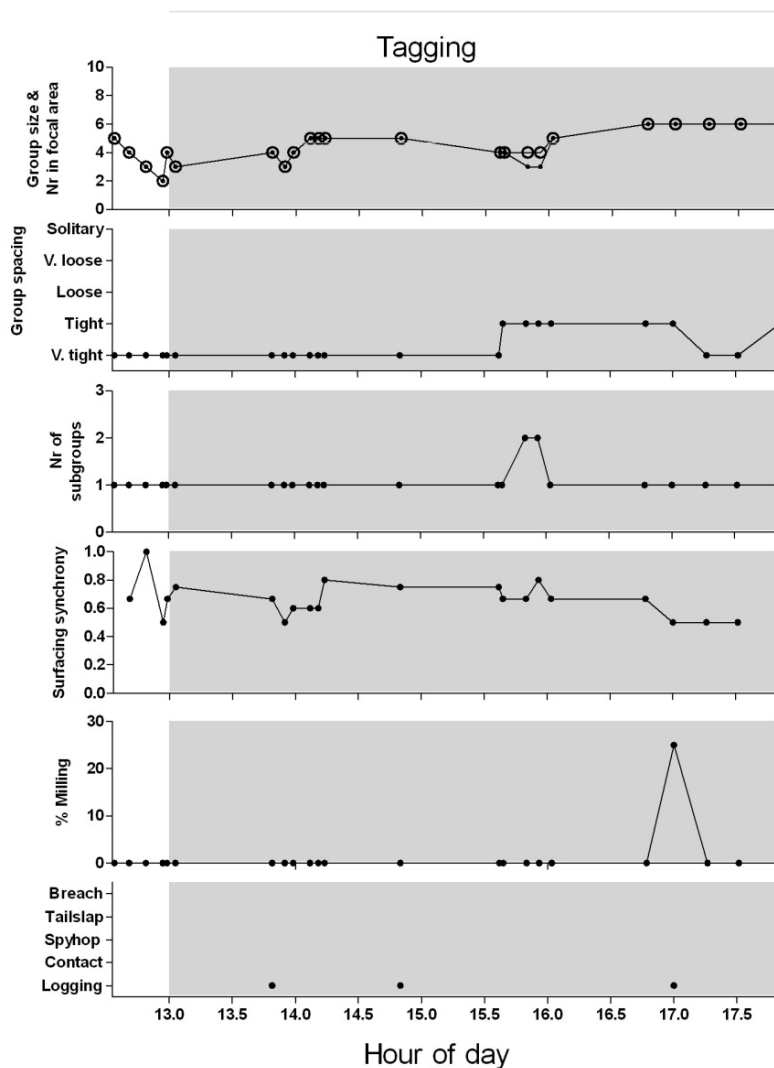 Tagging
Group size &
Nr in focal area
10
8
6
4
2
0
Group spacing
Solitary
V. loose
Loose
Tight
V. tight
Nr of
subgroups
3
2
1
0
Surfacing synchrony
1.0
0.8
0.6
0.4
0.2
0.0
% Milling
30
20
10
0
Breach
Tailslap
Spyhop
Contact
Logging
13.0 13.5 14.0 14.5 15.0 15.5 16.0 16.5 17.0 17.5
Hour of day